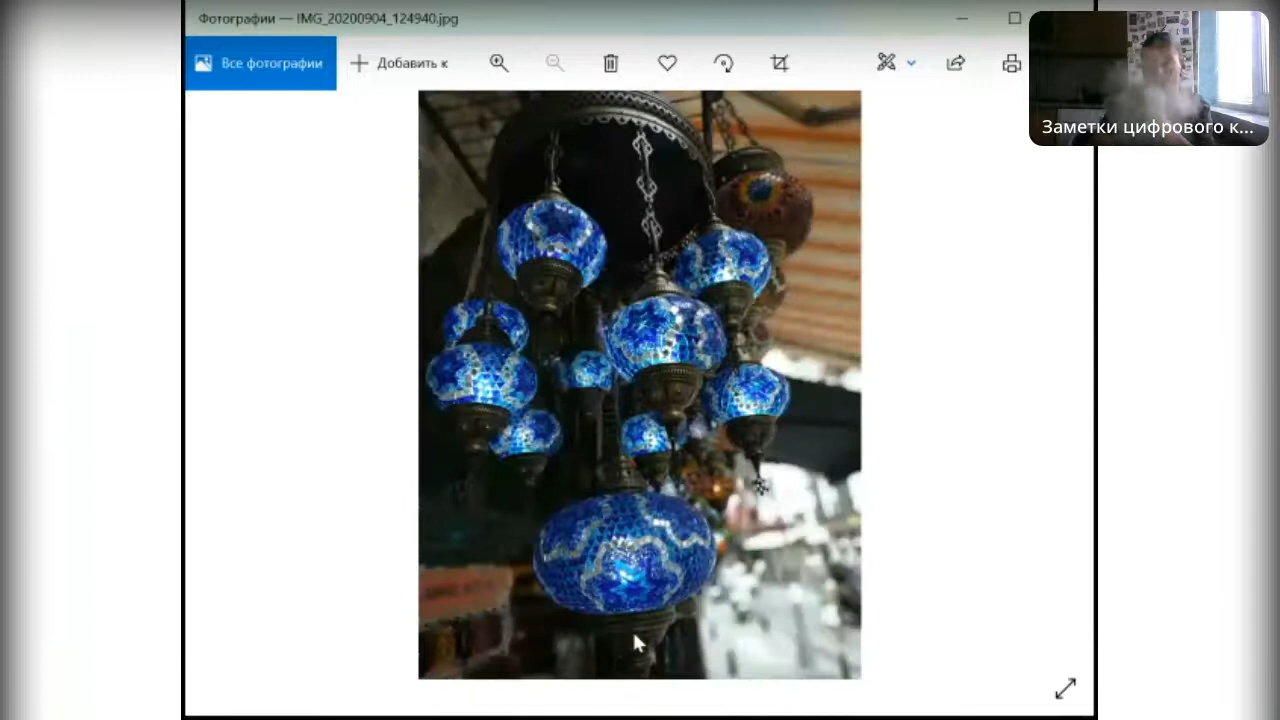 Фотографии — IMG_20200904_124940.jpg
Все фотографии
Добавить к
Заметки цифрового к...